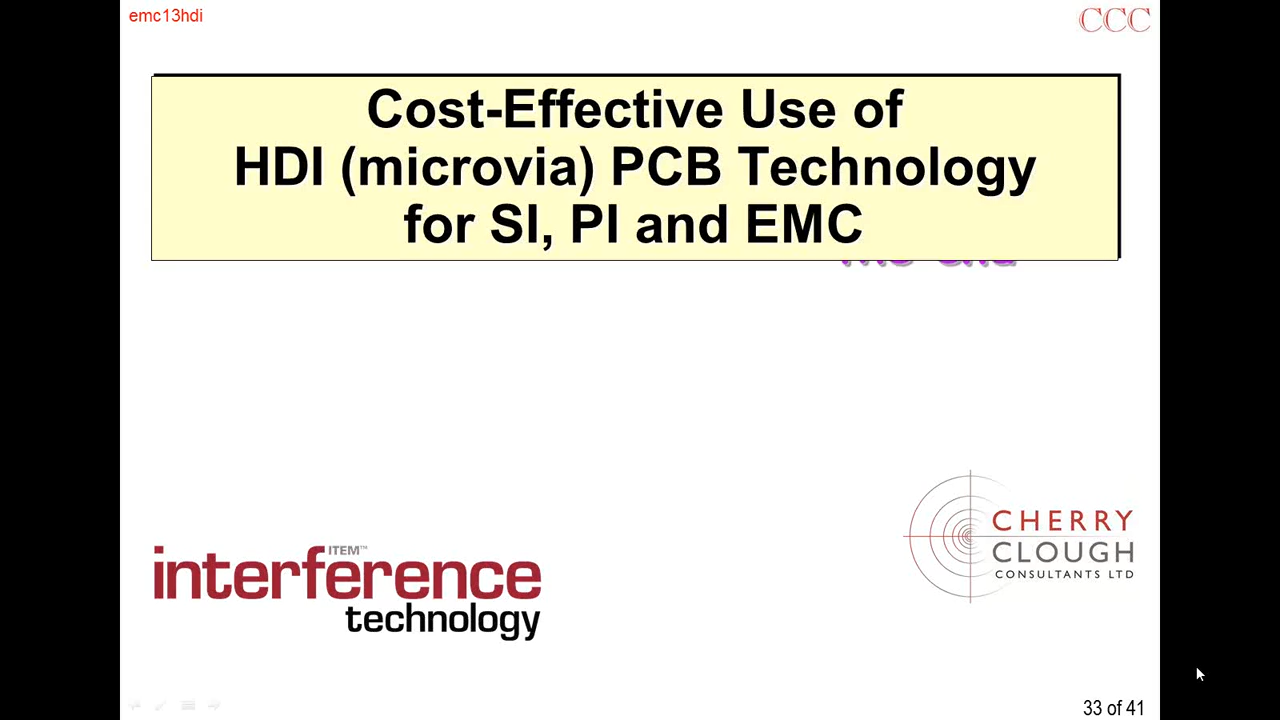 emc13hdi
CCC
Cost-Effective Use of
HDI (microvia) PCB Technology
for SI, PI and EMC
ITEM™
interference
technology
CHERRY
CLOUGH
CONSULTANTS LTD
33 of 41